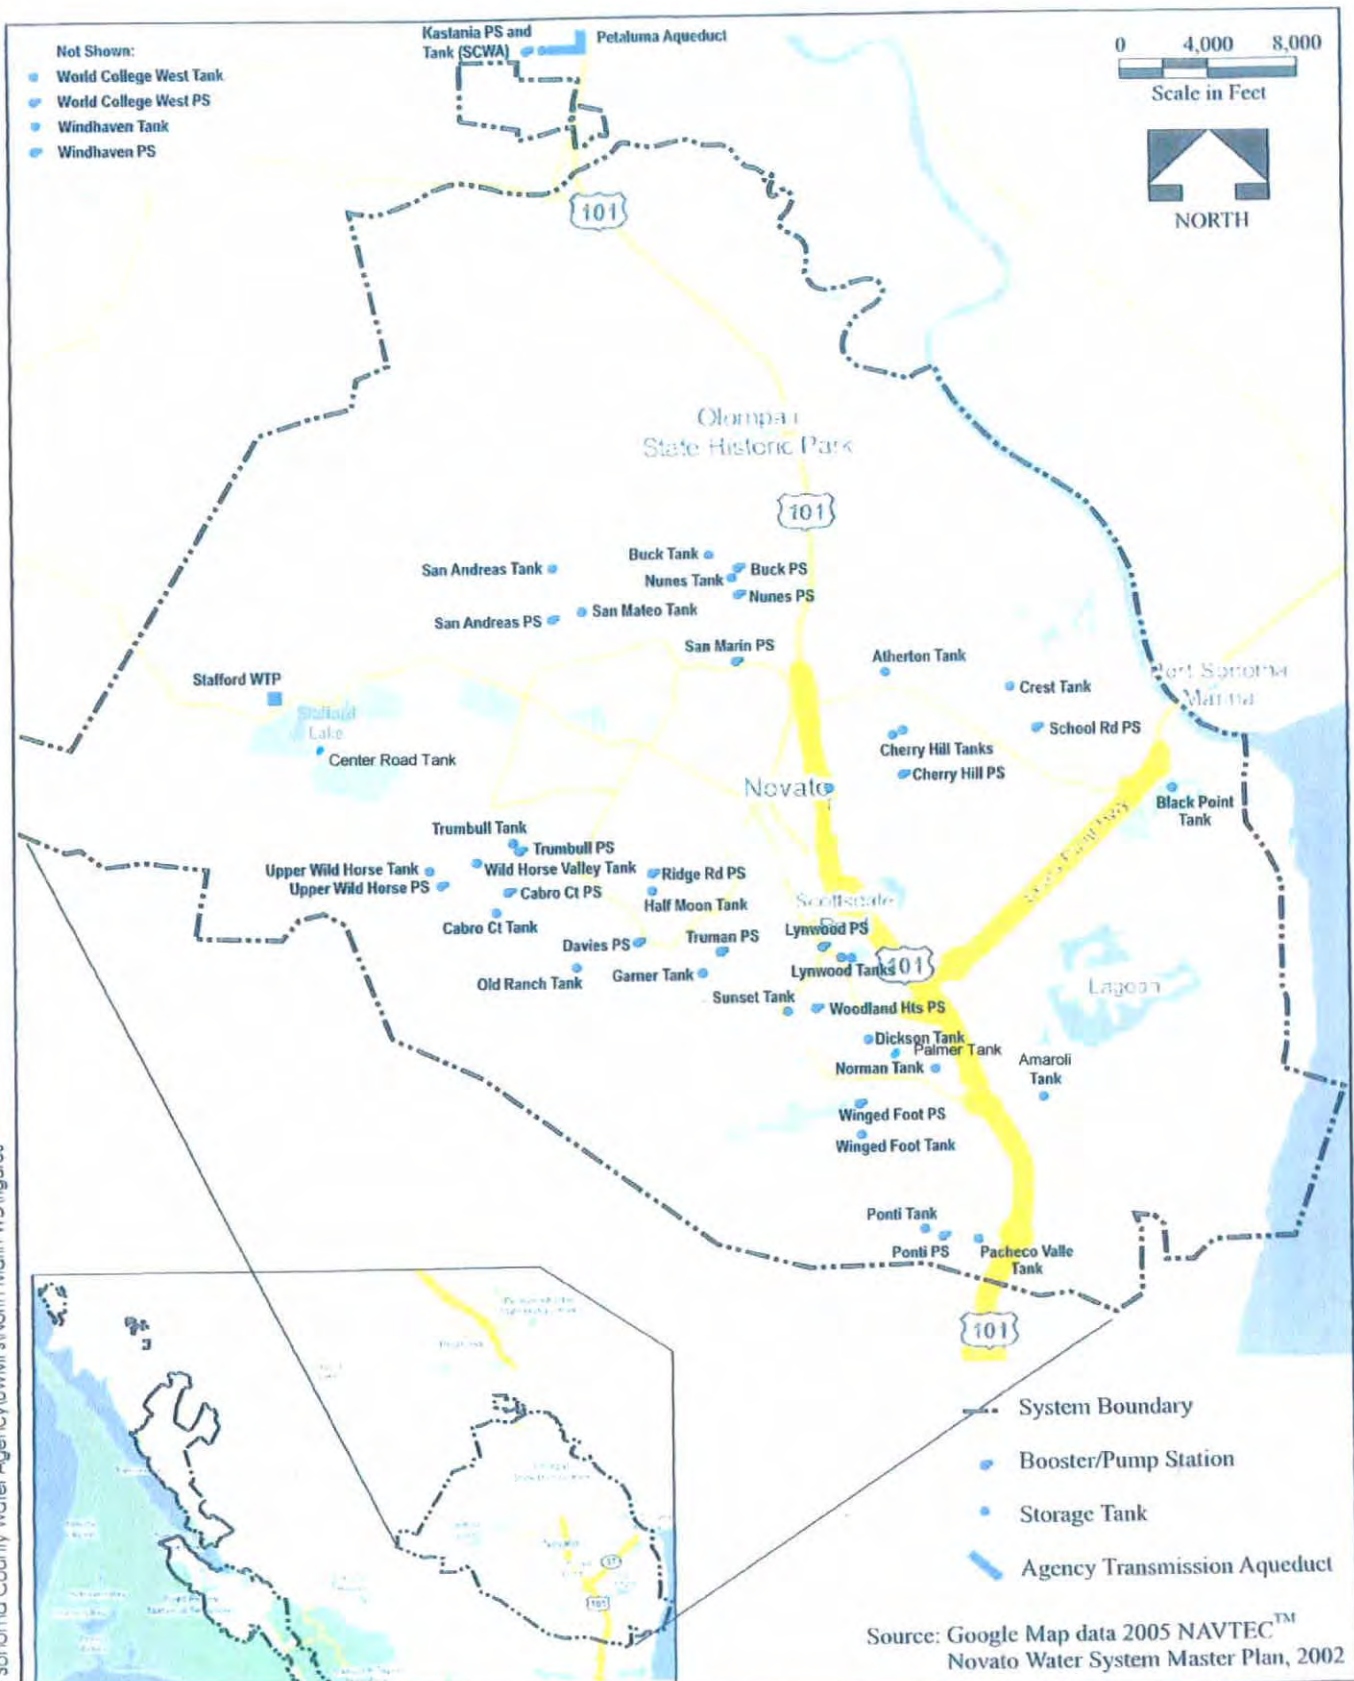 Not Shown:
World College West Tank
World College West PS
Windhaven Tank
Windhaven PS
Kastania PS and
Tank (SCWA)
Petaluma Aqueduct
0 4,000 8,000
Scale in Feet
NORTH
101
State Historic Park
101
Buck Tank
San Andreas Tank
Buck PS
Nunes Tank
Nunes PS
San Mateo Tank
San Andreas PS
San Marin PS
Atherton Tank
Stafford WTP
Crest Tank
Port Sonoma
Marina
Stafford
Lake
School Rd PS
Center Road Tank
Cherry Hill Tanks
Cherry Hill PS
Novato
Black Point
Tank
Trumbull Tank
Trumbull PS
Upper Wild Horse Tank
Wild Horse Valley Tank
Ridge Rd PS
Upper Wild Horse PS
Cabro Ct PS
Half Moon Tank
Scottsdale
Cabro Ct Tank
Lynwood PS
Davies PS
Truman PS
Lynwood Tanks
101
Old Ranch Tank
Garner Tank
Lagoon
Sunset Tank
Woodland Hts PS
Dickson Tank
Palmer Tank
Norman Tank
Amaroli
Tank
Winged Foot PS
Winged Foot Tank
Ponti Tank
Ponti PS
Pacheco Valle
Tank
101
System Boundary
Booster/Pump Station
Storage Tank
Agency Transmission Aqueduct
Source: Google Map data 2005 NAVTEC™
Novato Water System Master Plan, 2002
101